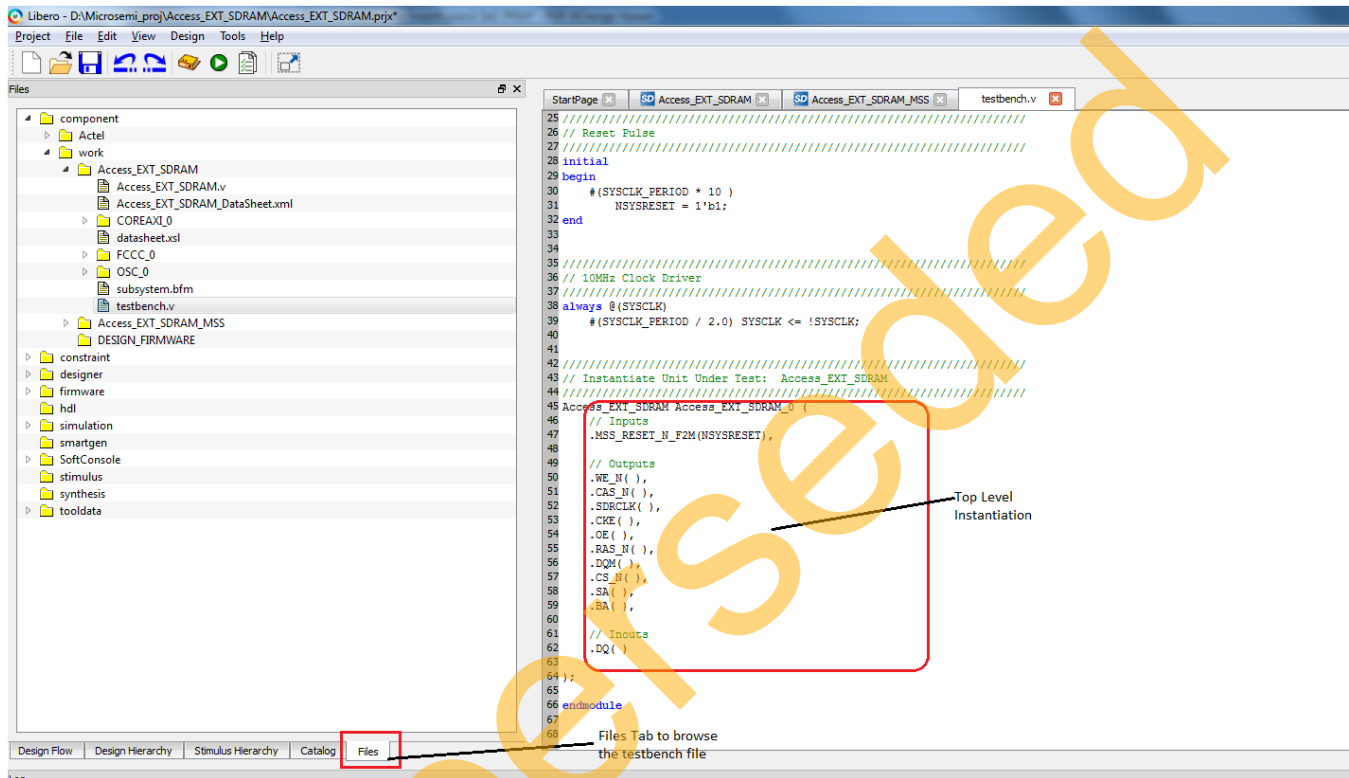 Libero - D:\Microsemi_proj\Access_EXT_SDRAM\Access_EXT_SDRAM.prjx*
Project File Edit View Design Tools Help
Files
component
Actel
work
Access_EXT_SDRAM
Access_EXT_SDRAM.v
Access_EXT_SDRAM_DataSheet.xml
COREAXI_0
datasheet.xsl
FCCC_0
OSC_0
subsystem.bfm
testbench.v
Access_EXT_SDRAM_MSS
DESIGN_FIRMWARE
constraint
designer
firmware
hdl
simulation
smartgen
SoftConsole
stimulus
synthesis
tooldata
Design Flow Design Hierarchy Stimulus Hierarchy Catalog Files
StartPage SD Access_EXT_SDRAM SD Access_EXT_SDRAM_MSS testbench.v
25 //////////////////////////////////////////////////////////////////////
26 // Reset Pulse
27 //////////////////////////////////////////////////////////////////////
28 initial
29 begin
30 #(SYSCLK_PERIOD * 10 )
31 NSYSRESET = 1'b1;
32 end
33
34
35 //////////////////////////////////////////////////////////////////////
36 // 10MHz Clock Driver
37 //////////////////////////////////////////////////////////////////////
38 always @(SYSCLK)
39 #(SYSCLK_PERIOD / 2.0) SYSCLK <= !SYSCLK;
40
41
42 //////////////////////////////////////////////////////////////////////
43 // Instantiate Unit Under Test: Access_EXT_SDRAM
44 //////////////////////////////////////////////////////////////////////
45 Access_EXT_SDRAM Access_EXT_SDRAM_0 (
46 // Inputs
47 .MSS_RESET_N_F2M(NSYSRESET),
48
49 // Outputs
50 .WE_N( ),
51 .CAS_N( ),
52 .SDRCLK( ),
53 .CKE( ),
54 .OE( ),
55 .RAS_N( ),
56 .DQM( ),
57 .CS_N( ),
58 .SA( ),
59 .BA( ),
60
61 // Inouts
62 .DQ( )
63
64 );
65
66 endmodule
67
68
Top Level
Instantiation
Files Tab to browse
the testbench file
erseded